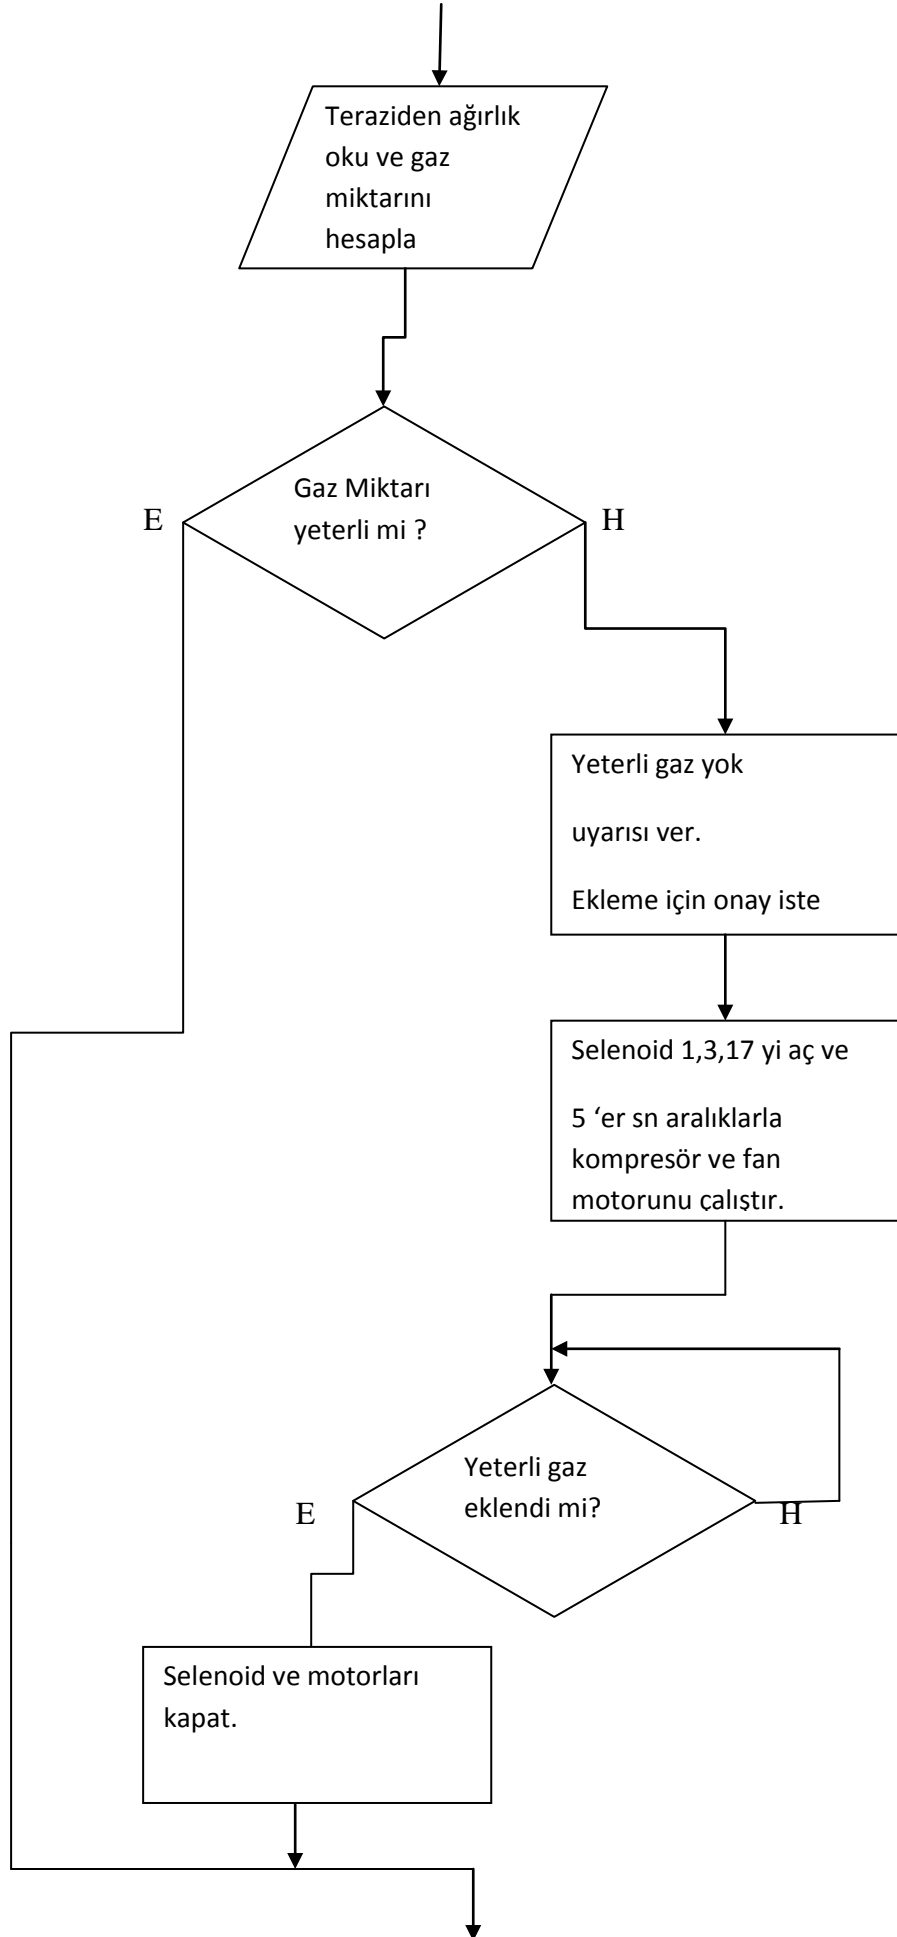 Teraziden ağırlık
oku ve gaz
miktarını
hesapla
Gaz Miktarı
yeterli mi ?
E
H
Yeterli gaz yok
uyarısı ver.
Ekleme için onay iste
Selenoid 1,3,17 yi aç ve
5 ‘er sn aralıklarla
kompresör ve fan
motorunu çalıştır.
Yeterli gaz
eklendi mi?
E
H
Selenoid ve motorları
kapat.